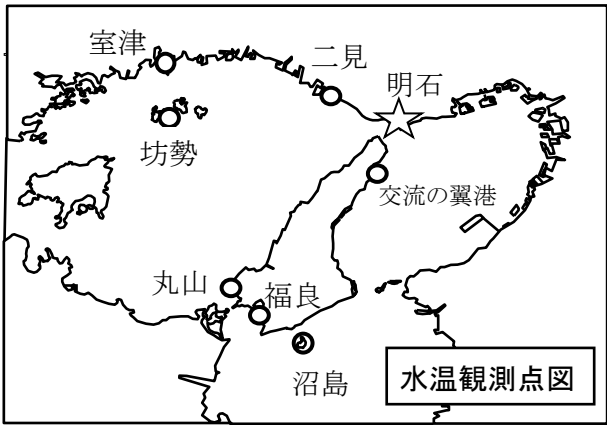 室津
二見
明石
坊勢
交流の翼港
丸山
福良
沼島
水温観測点図